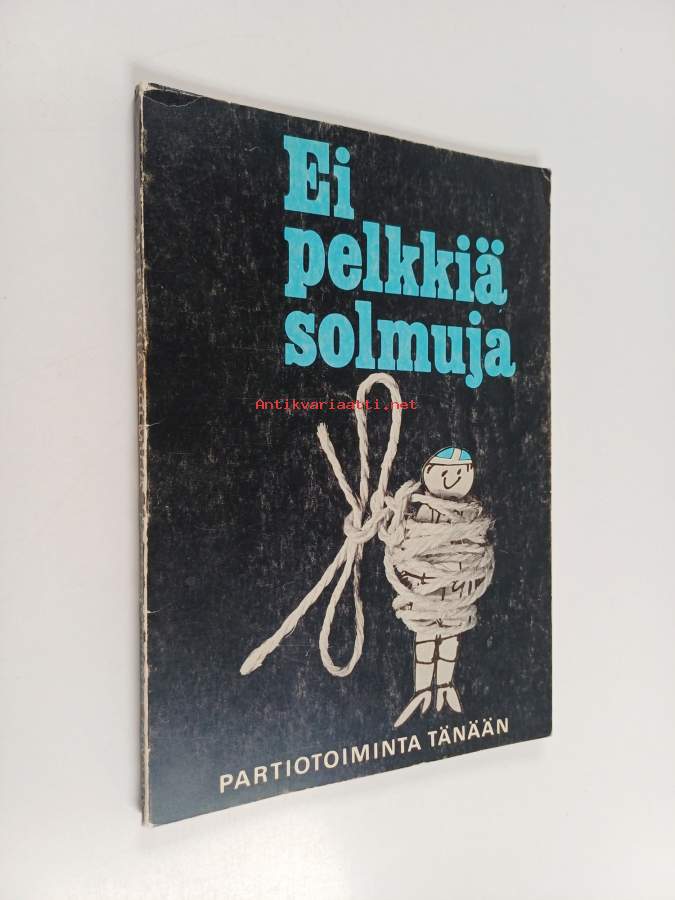 Ei
pelkkiä
solmuja
Antikvariaatti.net
PARTIOTOIMINTA TÄNÄÄN